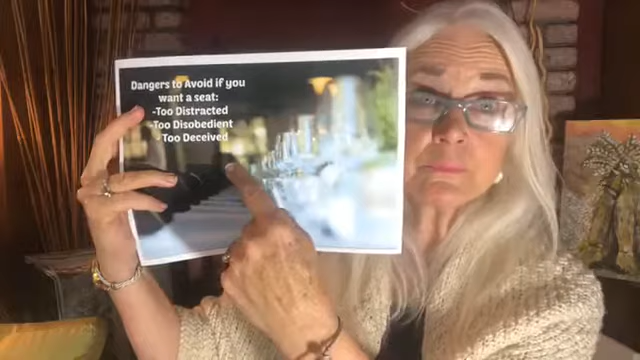 Dangers to Avoid if you
want a seat:
-Too Distracted
-Too Disobedient
- Too Deceived